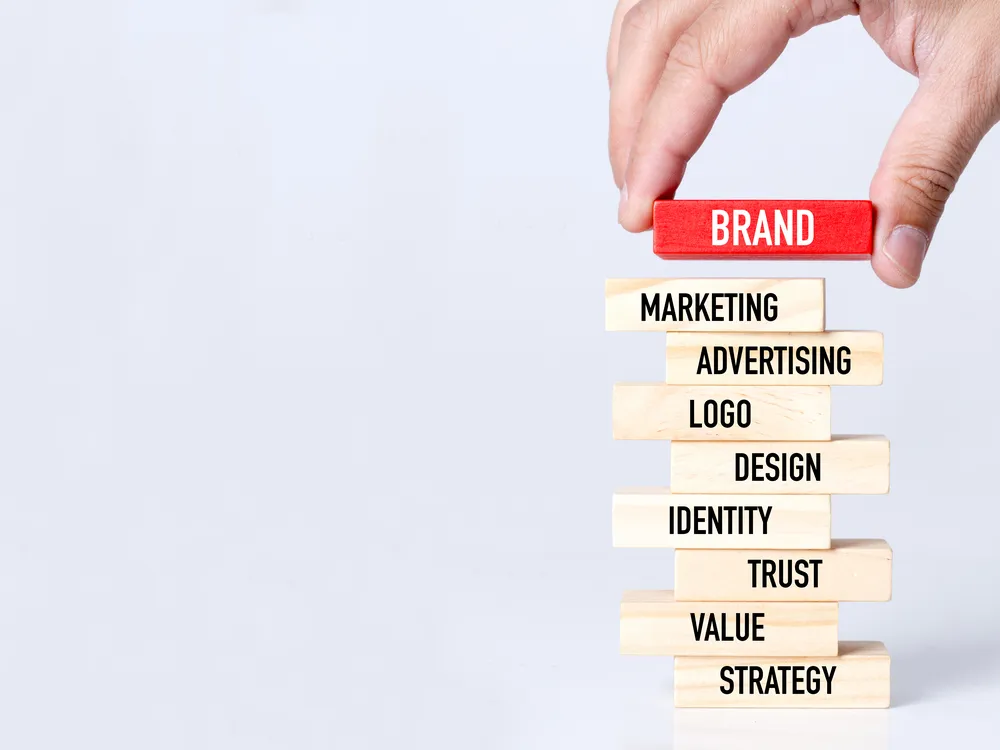 BRAND
MARKETING
ADVERTISING
LOGO
DESIGN
IDENTITY
TRUST
VALUE
STRATEGY